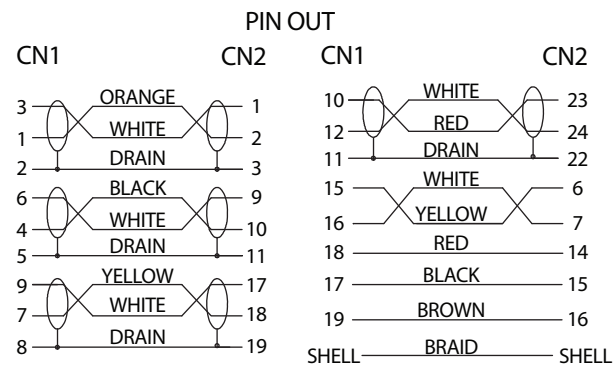 PIN OUT
CN1 CN2
3 ORANGE 1
1 WHITE 2
2 DRAIN 3
6 BLACK 9
4 WHITE 10
5 DRAIN 11
9 YELLOW 17
7 WHITE 18
8 DRAIN 19
CN1 CN2
10 WHITE 23
12 RED 24
11 DRAIN 22
15 WHITE 6
16 YELLOW 7
18 RED 14
17 BLACK 15
19 BROWN 16
SHELL BRAID SHELL